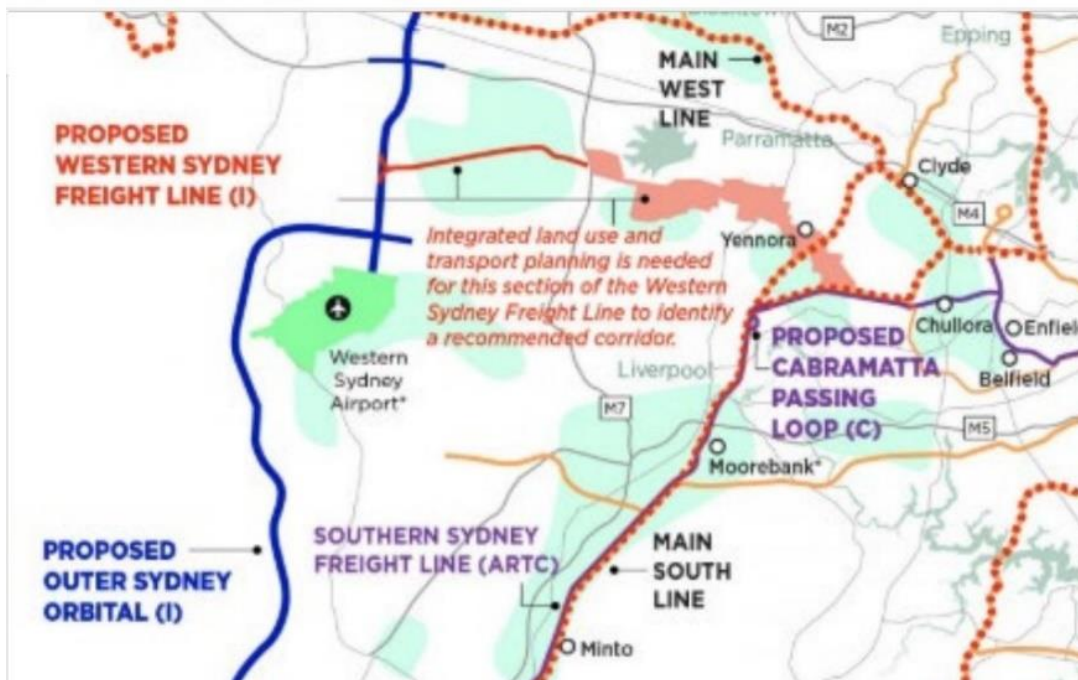 Blacktown
M2
Epping
MAIN
WEST
LINE
PROPOSED
WESTERN SYDNEY
FREIGHT LINE (I)
Parramatta
Clyde
M4
Yennora
Integrated land use and
transport planning is needed
for this section of the Western
Sydney Freight Line to identify
a recommended corridor.
Western
Sydney
Airport*
Liverpool
PROPOSED
CABRAMATTA
PASSING
LOOP (C)
Chullora
Enfiel
Belfield
M7
M5
Moorebank*
SOUTHERN SYDNEY
FREIGHT LINE (ARTC)
MAIN
SOUTH
LINE
PROPOSED
OUTER SYDNEY
ORBITAL (I)
Minto